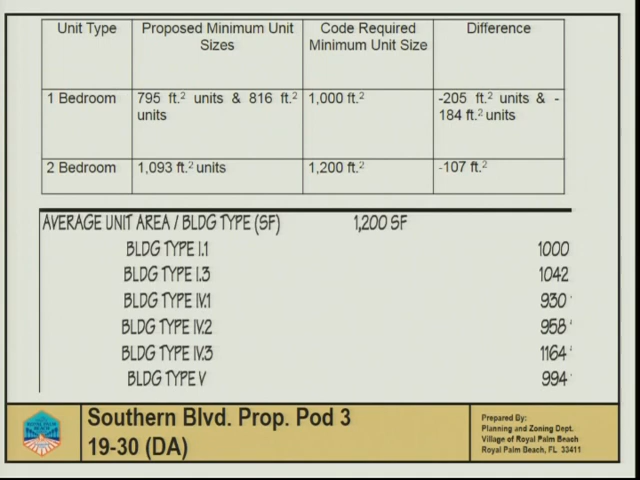 Unit Type Proposed Minimum Unit Sizes Code Required Minimum Unit Size Difference
1 Bedroom 795 ft.² units & 816 ft.² units 1,000 ft.² -205 ft.² units & -184 ft.² units
2 Bedroom 1,093 ft.² units 1,200 ft.² -107 ft.²
AVERAGE UNIT AREA / BLDG TYPE (SF) 1,200 SF
BLDG TYPE I.1 1000
BLDG TYPE I.3 1042
BLDG TYPE IV.1 930
BLDG TYPE IV.2 958
BLDG TYPE IV.3 1164
BLDG TYPE V 994
Southern Blvd. Prop. Pod 3
19-30 (DA)
Prepared By:
Planning and Zoning Dept.
Village of Royal Palm Beach
Royal Palm Beach, FL 33411